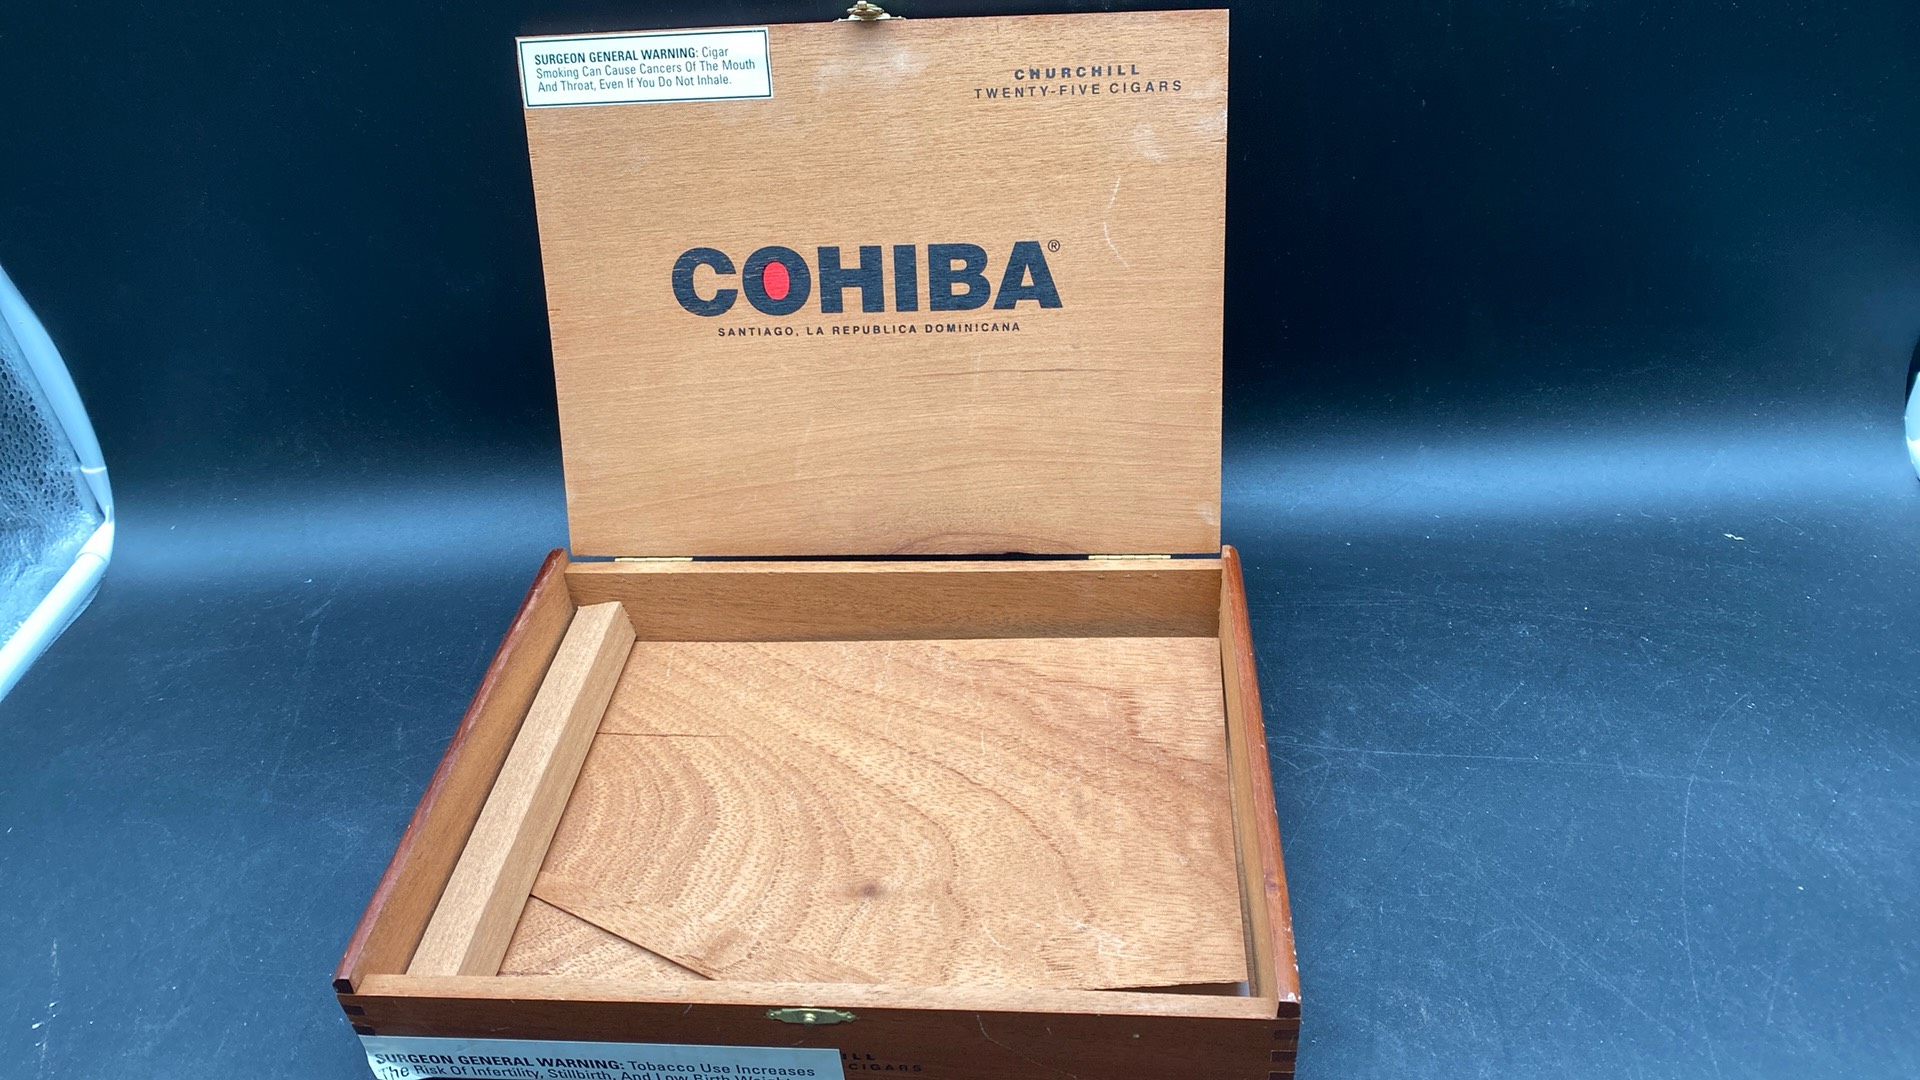 SURGEON GENERAL WARNING: Cigar
Smoking Can Cause Cancers Of The Mouth
And Throat, Even If You Do Not Inhale.
CHURCHILL
TWENTY-FIVE CIGARS
COHIBA®
SANTIAGO, LA REPUBLICA DOMINICANA
SURGEON GENERAL WARNING: Tobacco Use Increases
The Risk Of Infertility, Stillbirth, And Low Birth
ILL
CIGARS